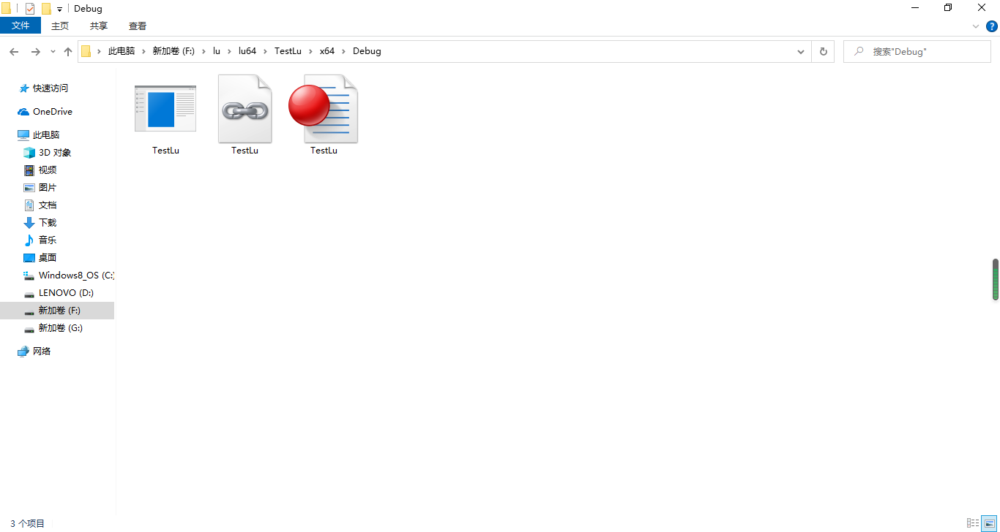 Debug
文件 主页 共享 查看
此电脑 新加卷 (F:) lu lu64 TestLu x64 Debug 搜索"Debug"
快速访问
OneDrive
此电脑
3D 对象
视频
图片
文档
下载
音乐
桌面
Windows8_OS (C:)
LENOVO (D:)
新加卷 (F:)
新加卷 (G:)
网络
TestLu TestLu TestLu
3 个项目